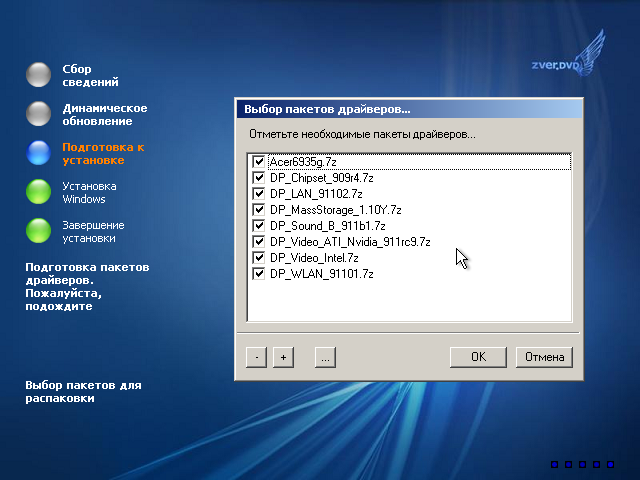 zver.DVD
Сбор
сведений
Динамическое
обновление
Подготовка к
установке
Установка
Windows
Завершение
установки
Подготовка пакетов
драйверов.
Пожалуйста,
подождите
Выбор пакетов для
распаковки
Выбор пакетов драйверов...
Отметьте необходимые пакеты драйверов...
Acer6935g.7z
DP_Chipset_909r4.7z
DP_LAN_91102.7z
DP_MassStorage_1.10Y.7z
DP_Sound_B_911b1.7z
DP_Video_ATI_Nvidia_911rc9.7z
DP_Video_Intel.7z
DP_WLAN_91101.7z
-
+
...
OK
Отмена